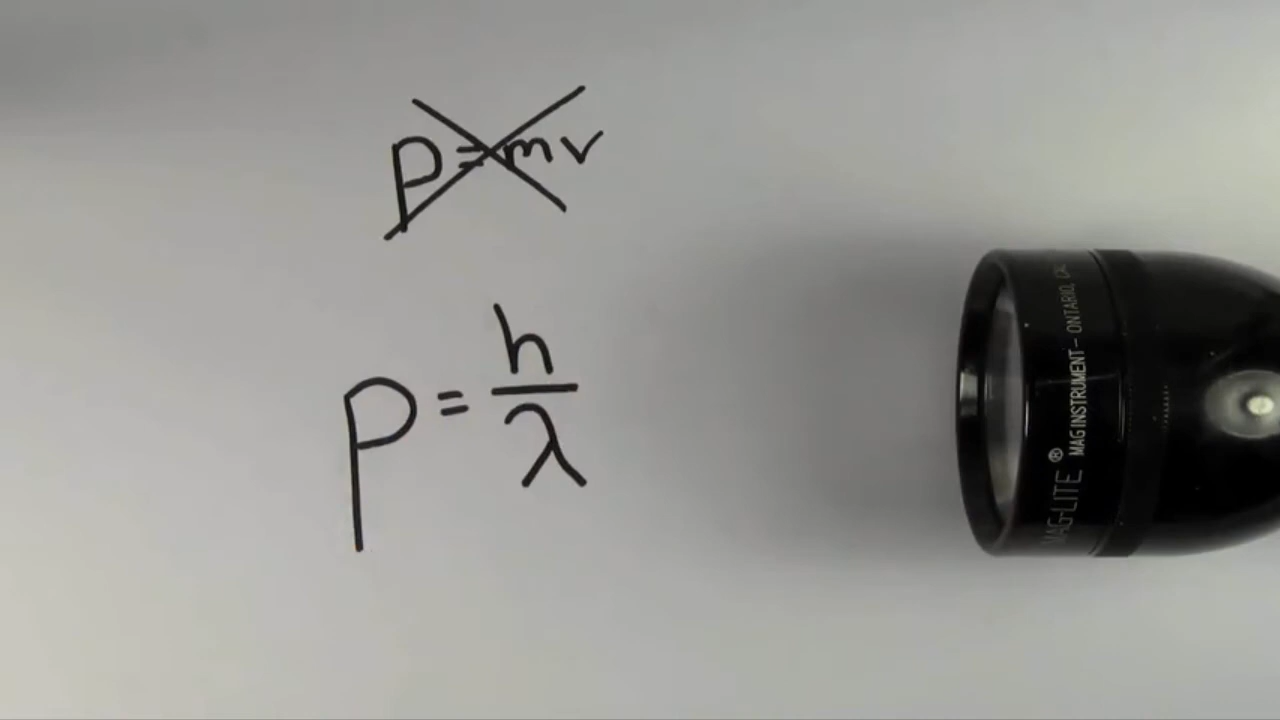 p=mv
p=h/λ
MAG-LITE® MAG INSTRUMENT - ONTARIO, CA